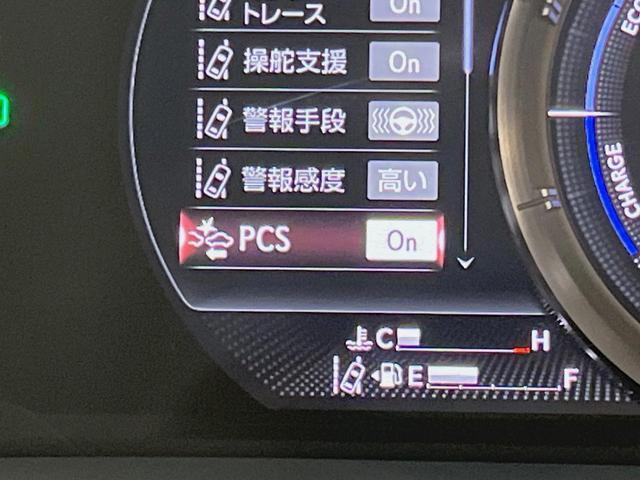 トレース On
操舵支援 On
警報手段
警報感度 高い
PCS On
C H
E F
ECO
CHARGE